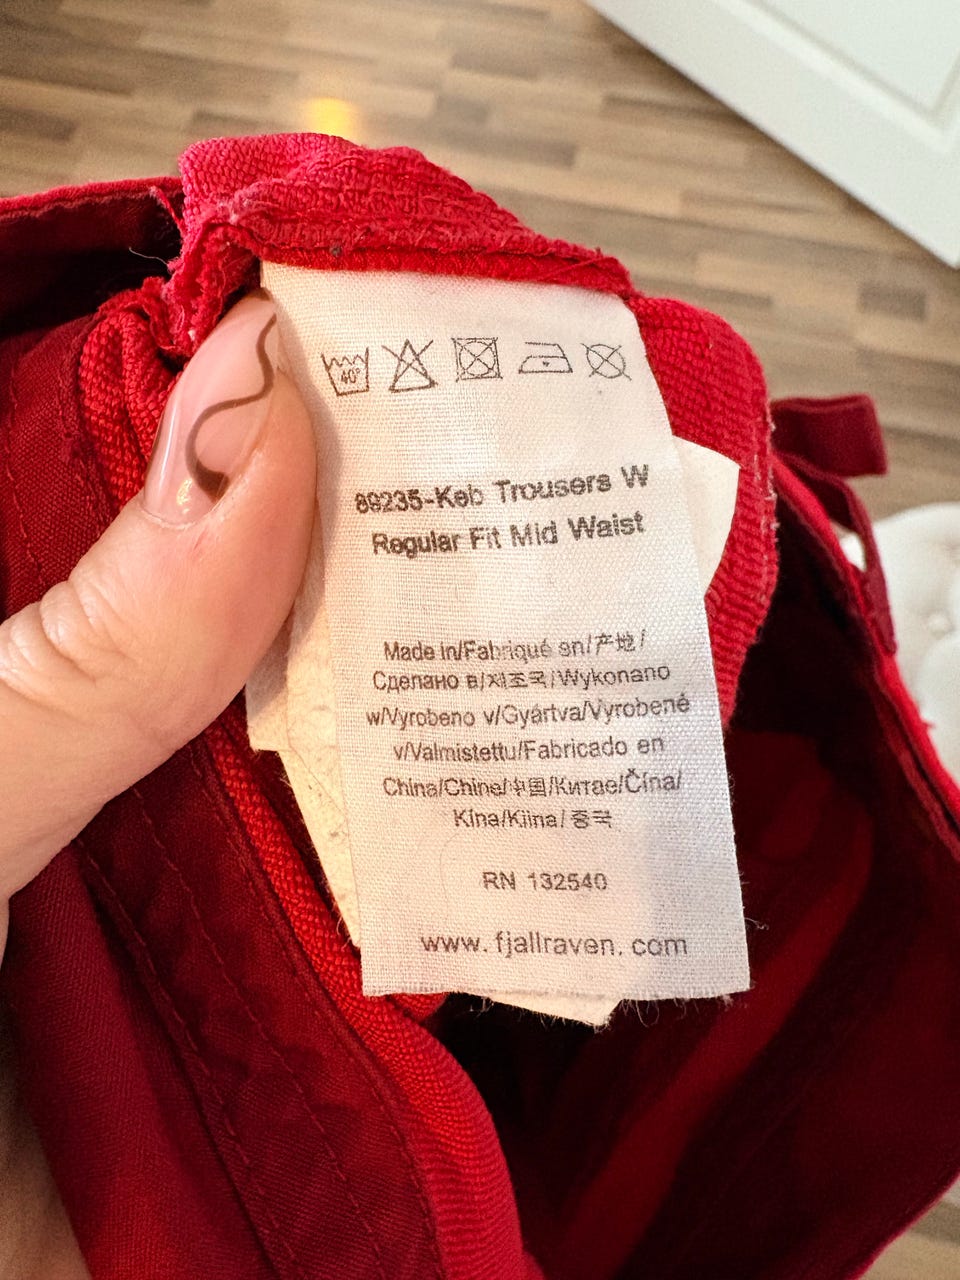 40°
89235-Keb Trousers W
Regular Fit Mid Waist
Made in/Fabriqué en/产地/
Сделано в/제조국/Wykonano
w/Vyrobeno v/Gyártva/Vyrobené
v/Valmistettu/Fabricado en
China/Chine/中国/Китае/Čína/
Kína/Kiina/중국
RN 132540
www.fjallraven.com